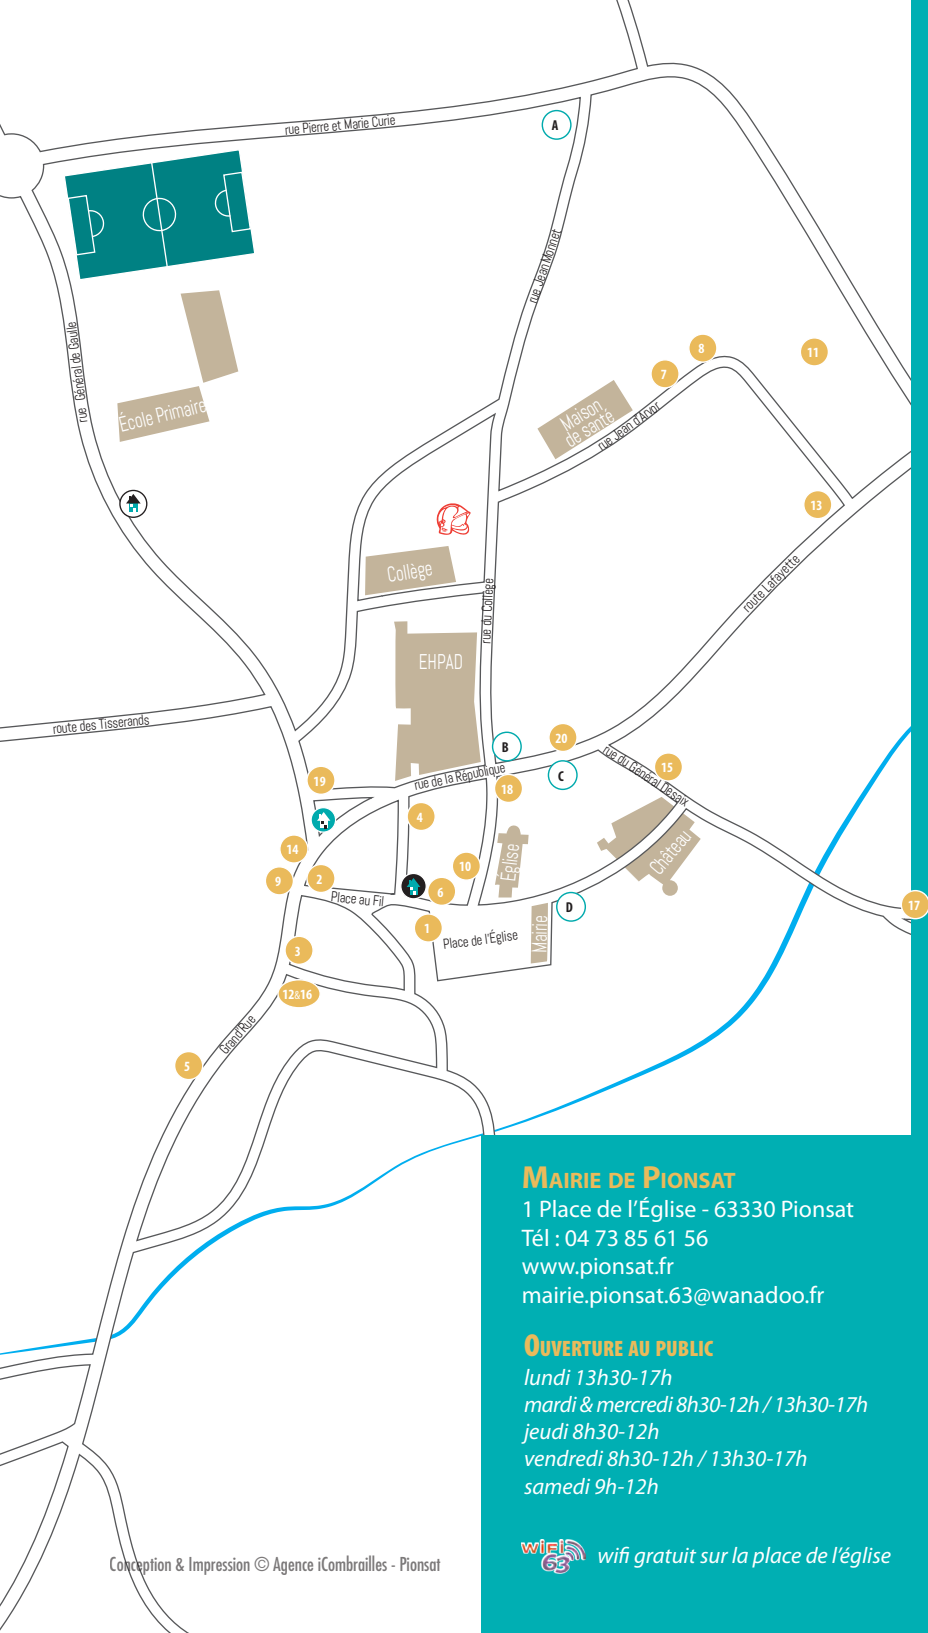 rue Pierre et Marie Curie
A
rue Jean Monnet
rue Général de Gaulle
École Primaire
8
11
7
Maison
de santé
rue Jean d'Arvor
13
Collège
rue du Collège
route Lafayette
EHPAD
route des Tisserands
B
20
C
rue du Général Desaix
15
rue de la République
19
18
4
14
Église
Château
10
9
2
6
Place au Fil
D
17
1
Place de l'Église
Mairie
3
12&16
Grand'Rue
5
Mairie de Pionsat
1 Place de l'Église - 63330 Pionsat
Tél : 04 73 85 61 56
www.pionsat.fr
mairie.pionsat.63@wanadoo.fr
Ouverture au public
lundi 13h30-17h
mardi & mercredi 8h30-12h / 13h30-17h
jeudi 8h30-12h
vendredi 8h30-12h / 13h30-17h
samedi 9h-12h
WiFi
63
wifi gratuit sur la place de l'église
Conception & Impression © Agence iCombrailles - Pionsat